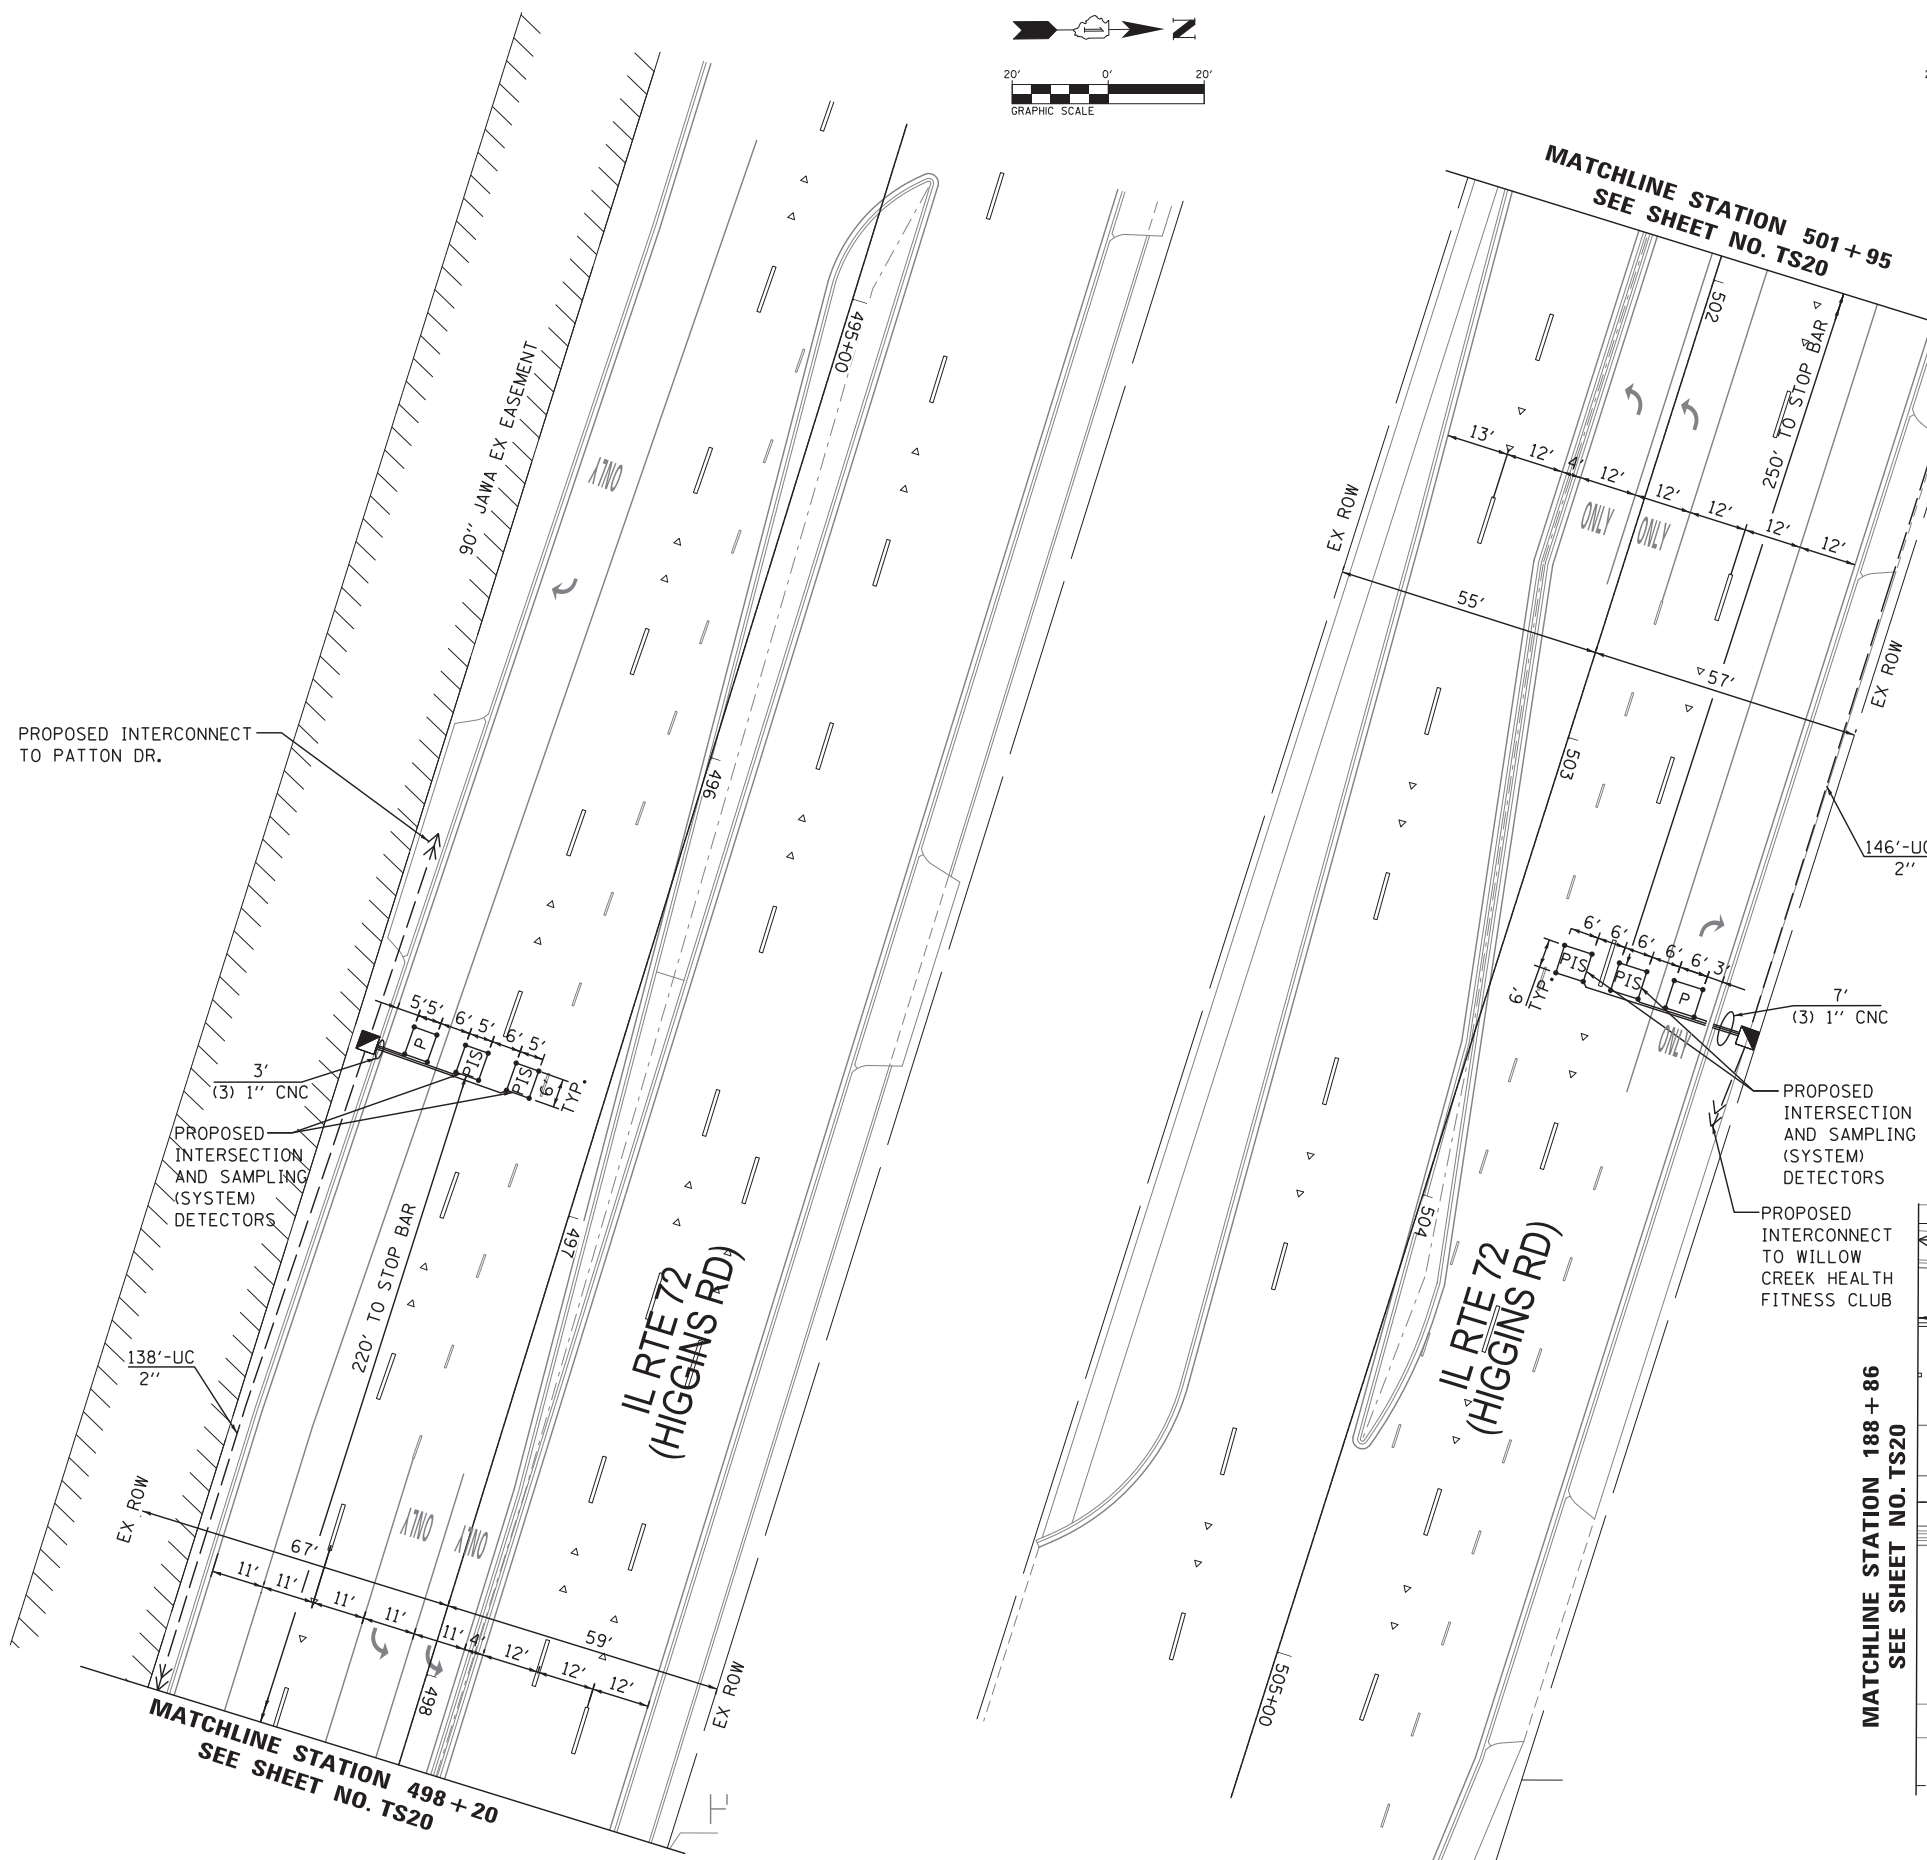 N
20' 0' 20'
GRAPHIC SCALE
90" JAWA EX EASEMENT
ONLY
495+00
496
PROPOSED INTERCONNECT
TO PATTON DR.
5' 5' 6' 5' 6' 5'
P
PIS
PIS
6'
TYP.
3'
(3) 1" CNC
PROPOSED
INTERSECTION
AND SAMPLING
(SYSTEM)
DETECTORS
220' TO STOP BAR
497
IL RTE 72
(HIGGINS RD)
138'-UC
2"
EX ROW
ONLY
ONLY
67'
59'
11' 11' 11' 11' 11' 4' 12' 12' 12'
498
EX ROW
MATCHLINE STATION 498+20
SEE SHEET NO. TS20
MATCHLINE STATION 501+95
SEE SHEET NO. TS20
502
250' TO STOP BAR
13' 12' 4' 12' 12' 12' 12' 12'
ONLY
ONLY
EX ROW
55'
57'
EX ROW
503
146'-UC
2"
6' 6' 6' 6' 6' 3'
PIS
PIS
P
6'
TYP.
ONLY
7'
(3) 1" CNC
PROPOSED
INTERSECTION
AND SAMPLING
(SYSTEM)
DETECTORS
PROPOSED
INTERCONNECT
TO WILLOW
CREEK HEALTH
FITNESS CLUB
504
IL RTE 72
(HIGGINS RD)
505+00
MATCHLINE STATION 188+86
SEE SHEET NO. TS20